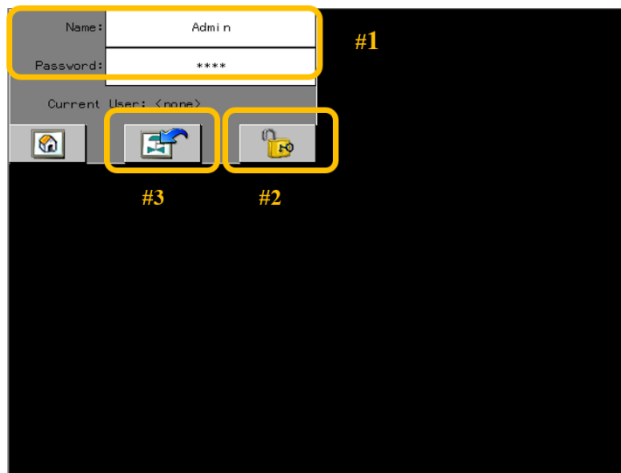 Name: Admin
#1
Password: ****
Current User: <none>
#3
#2